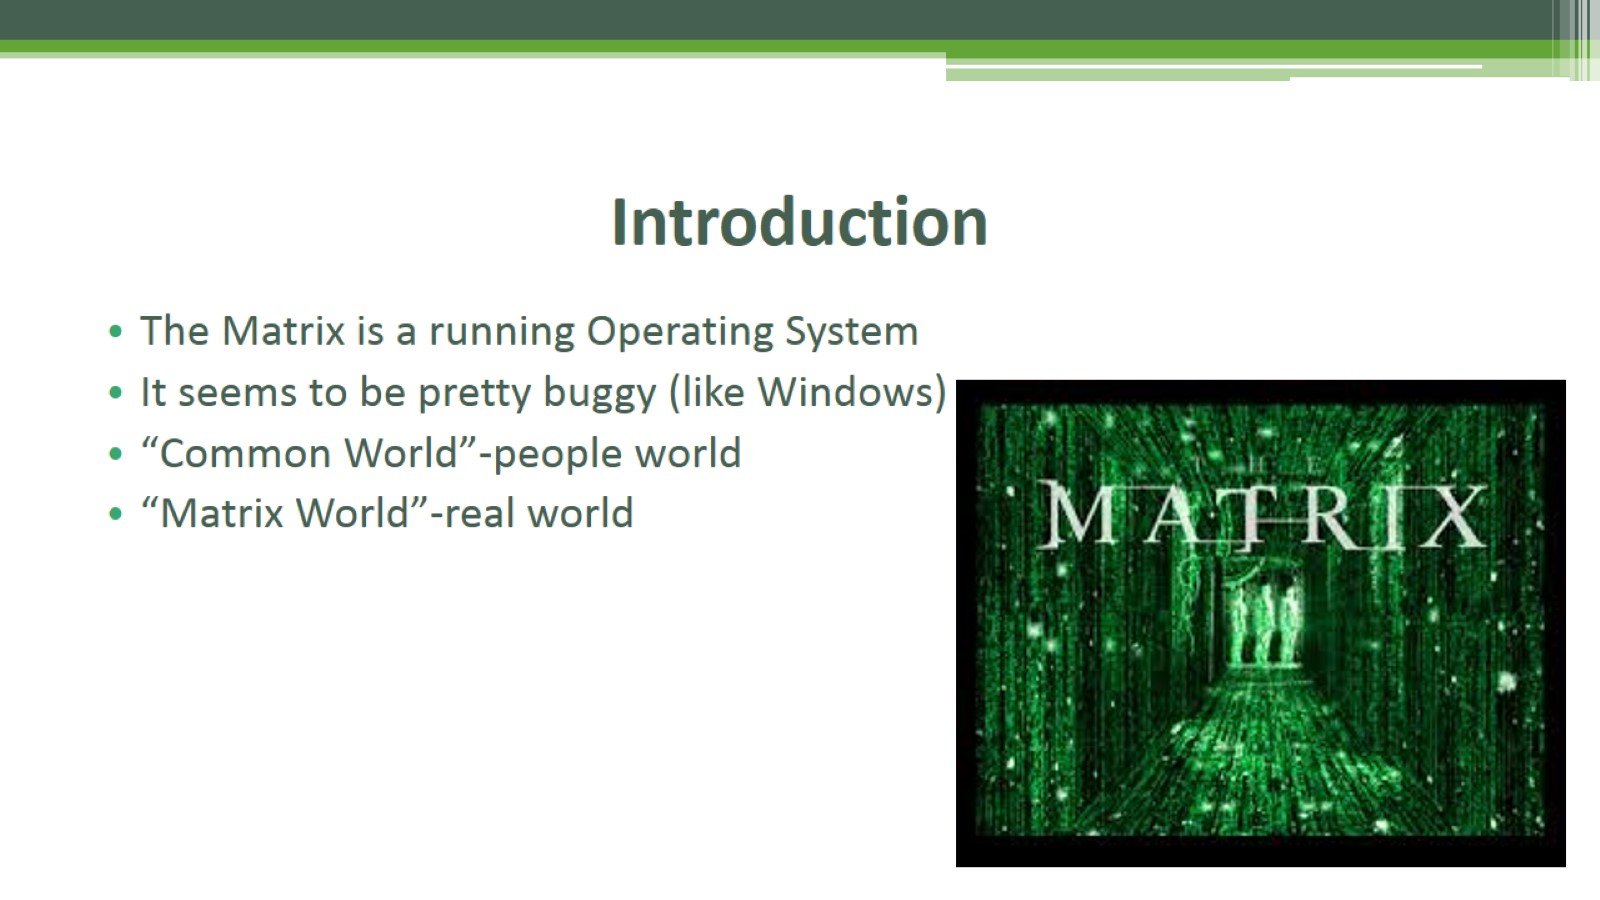 Introduction
• The Matrix is a running Operating System
• It seems to be pretty buggy (like Windows)
• “Common World”-people world
• “Matrix World”-real world
THE
MATRIX